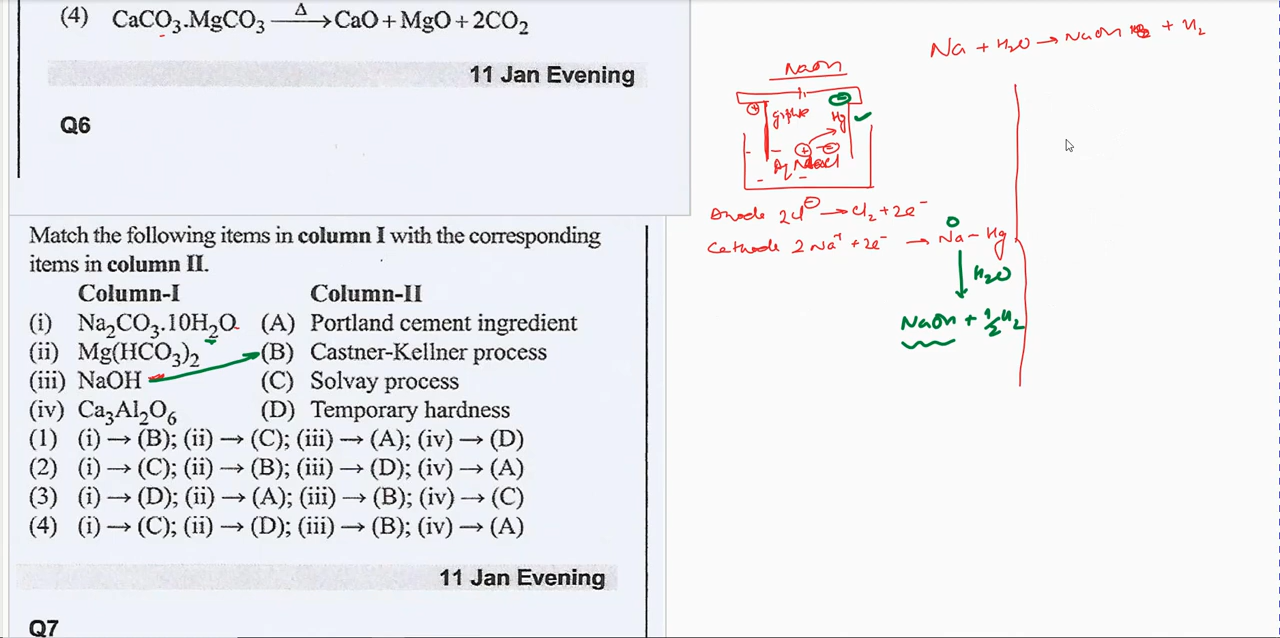 (4) CaCO₃.MgCO₃ —Δ→ CaO + MgO + 2CO₂
11 Jan Evening
Q6
Match the following items in column I with the corresponding
items in column II.
Column-I Column-II
(i) Na₂CO₃.10H₂O (A) Portland cement ingredient
(ii) Mg(HCO₃)₂ (B) Castner-Kellner process
(iii) NaOH (C) Solvay process
(iv) Ca₃Al₂O₆ (D) Temporary hardness
(1) (i) → (B); (ii) → (C); (iii) → (A); (iv) → (D)
(2) (i) → (C); (ii) → (B); (iii) → (D); (iv) → (A)
(3) (i) → (D); (ii) → (A); (iii) → (B); (iv) → (C)
(4) (i) → (C); (ii) → (D); (iii) → (B); (iv) → (A)
11 Jan Evening
Q7
Na + H₂O → NaOH + H₂
NaOH
+ −
Hg
+ −
Aq
Anode 2Cl⁻ → Cl₂ + 2e⁻
Cathode 2Na⁺ + 2e⁻ → Na – Hg
H₂O
NaOH + ½H₂